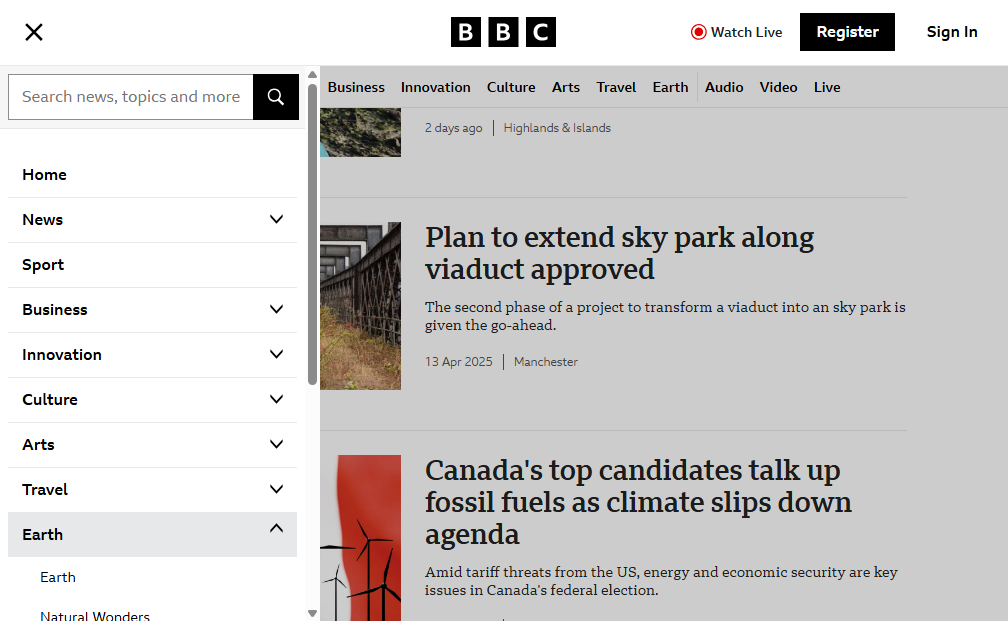 BBC
Watch Live
Register
Sign In
Search news, topics and more
Business Innovation Culture Arts Travel Earth Audio Video Live
Home
News
Sport
Business
Innovation
Culture
Arts
Travel
Earth
Earth
Natural Wonders
2 days ago | Highlands & Islands
Plan to extend sky park along
viaduct approved
The second phase of a project to transform a viaduct into an sky park is
given the go-ahead.
13 Apr 2025 | Manchester
Canada's top candidates talk up
fossil fuels as climate slips down
agenda
Amid tariff threats from the US, energy and economic security are key
issues in Canada's federal election.